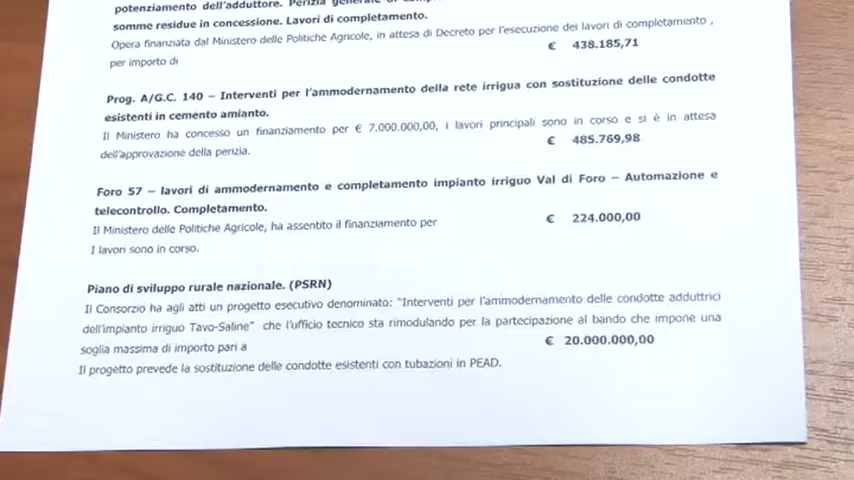 potenziamento dell'adduttore. Perizia generale di
somme residue in concessione. Lavori di completamento.
Opera finanziata dal Ministero delle Politiche Agricole, in attesa di Decreto per l'esecuzione dei lavori di completamento ,
per importo di € 438.185,71
Prog. A/G.C. 140 – Interventi per l'ammodernamento della rete irrigua con sostituzione delle condotte
esistenti in cemento amianto.
Il Ministero ha concesso un finanziamento per € 7.000.000,00, i lavori principali sono in corso e si è in attesa
dell'approvazione della perizia. € 485.769,98
Foro 57 – lavori di ammodernamento e completamento impianto irriguo Val di Foro – Automazione e
telecontrollo. Completamento.
Il Ministero delle Politiche Agricole, ha assentito il finanziamento per € 224.000,00
I lavori sono in corso.
Piano di sviluppo rurale nazionale. (PSRN)
Il Consorzio ha agli atti un progetto esecutivo denominato: "Interventi per l'ammodernamento delle condotte adduttrici
dell'impianto irriguo Tavo-Saline" che l'ufficio tecnico sta rimodulando per la partecipazione al bando che impone una
soglia massima di importo pari a € 20.000.000,00
Il progetto prevede la sostituzione delle condotte esistenti con tubazioni in PEAD.